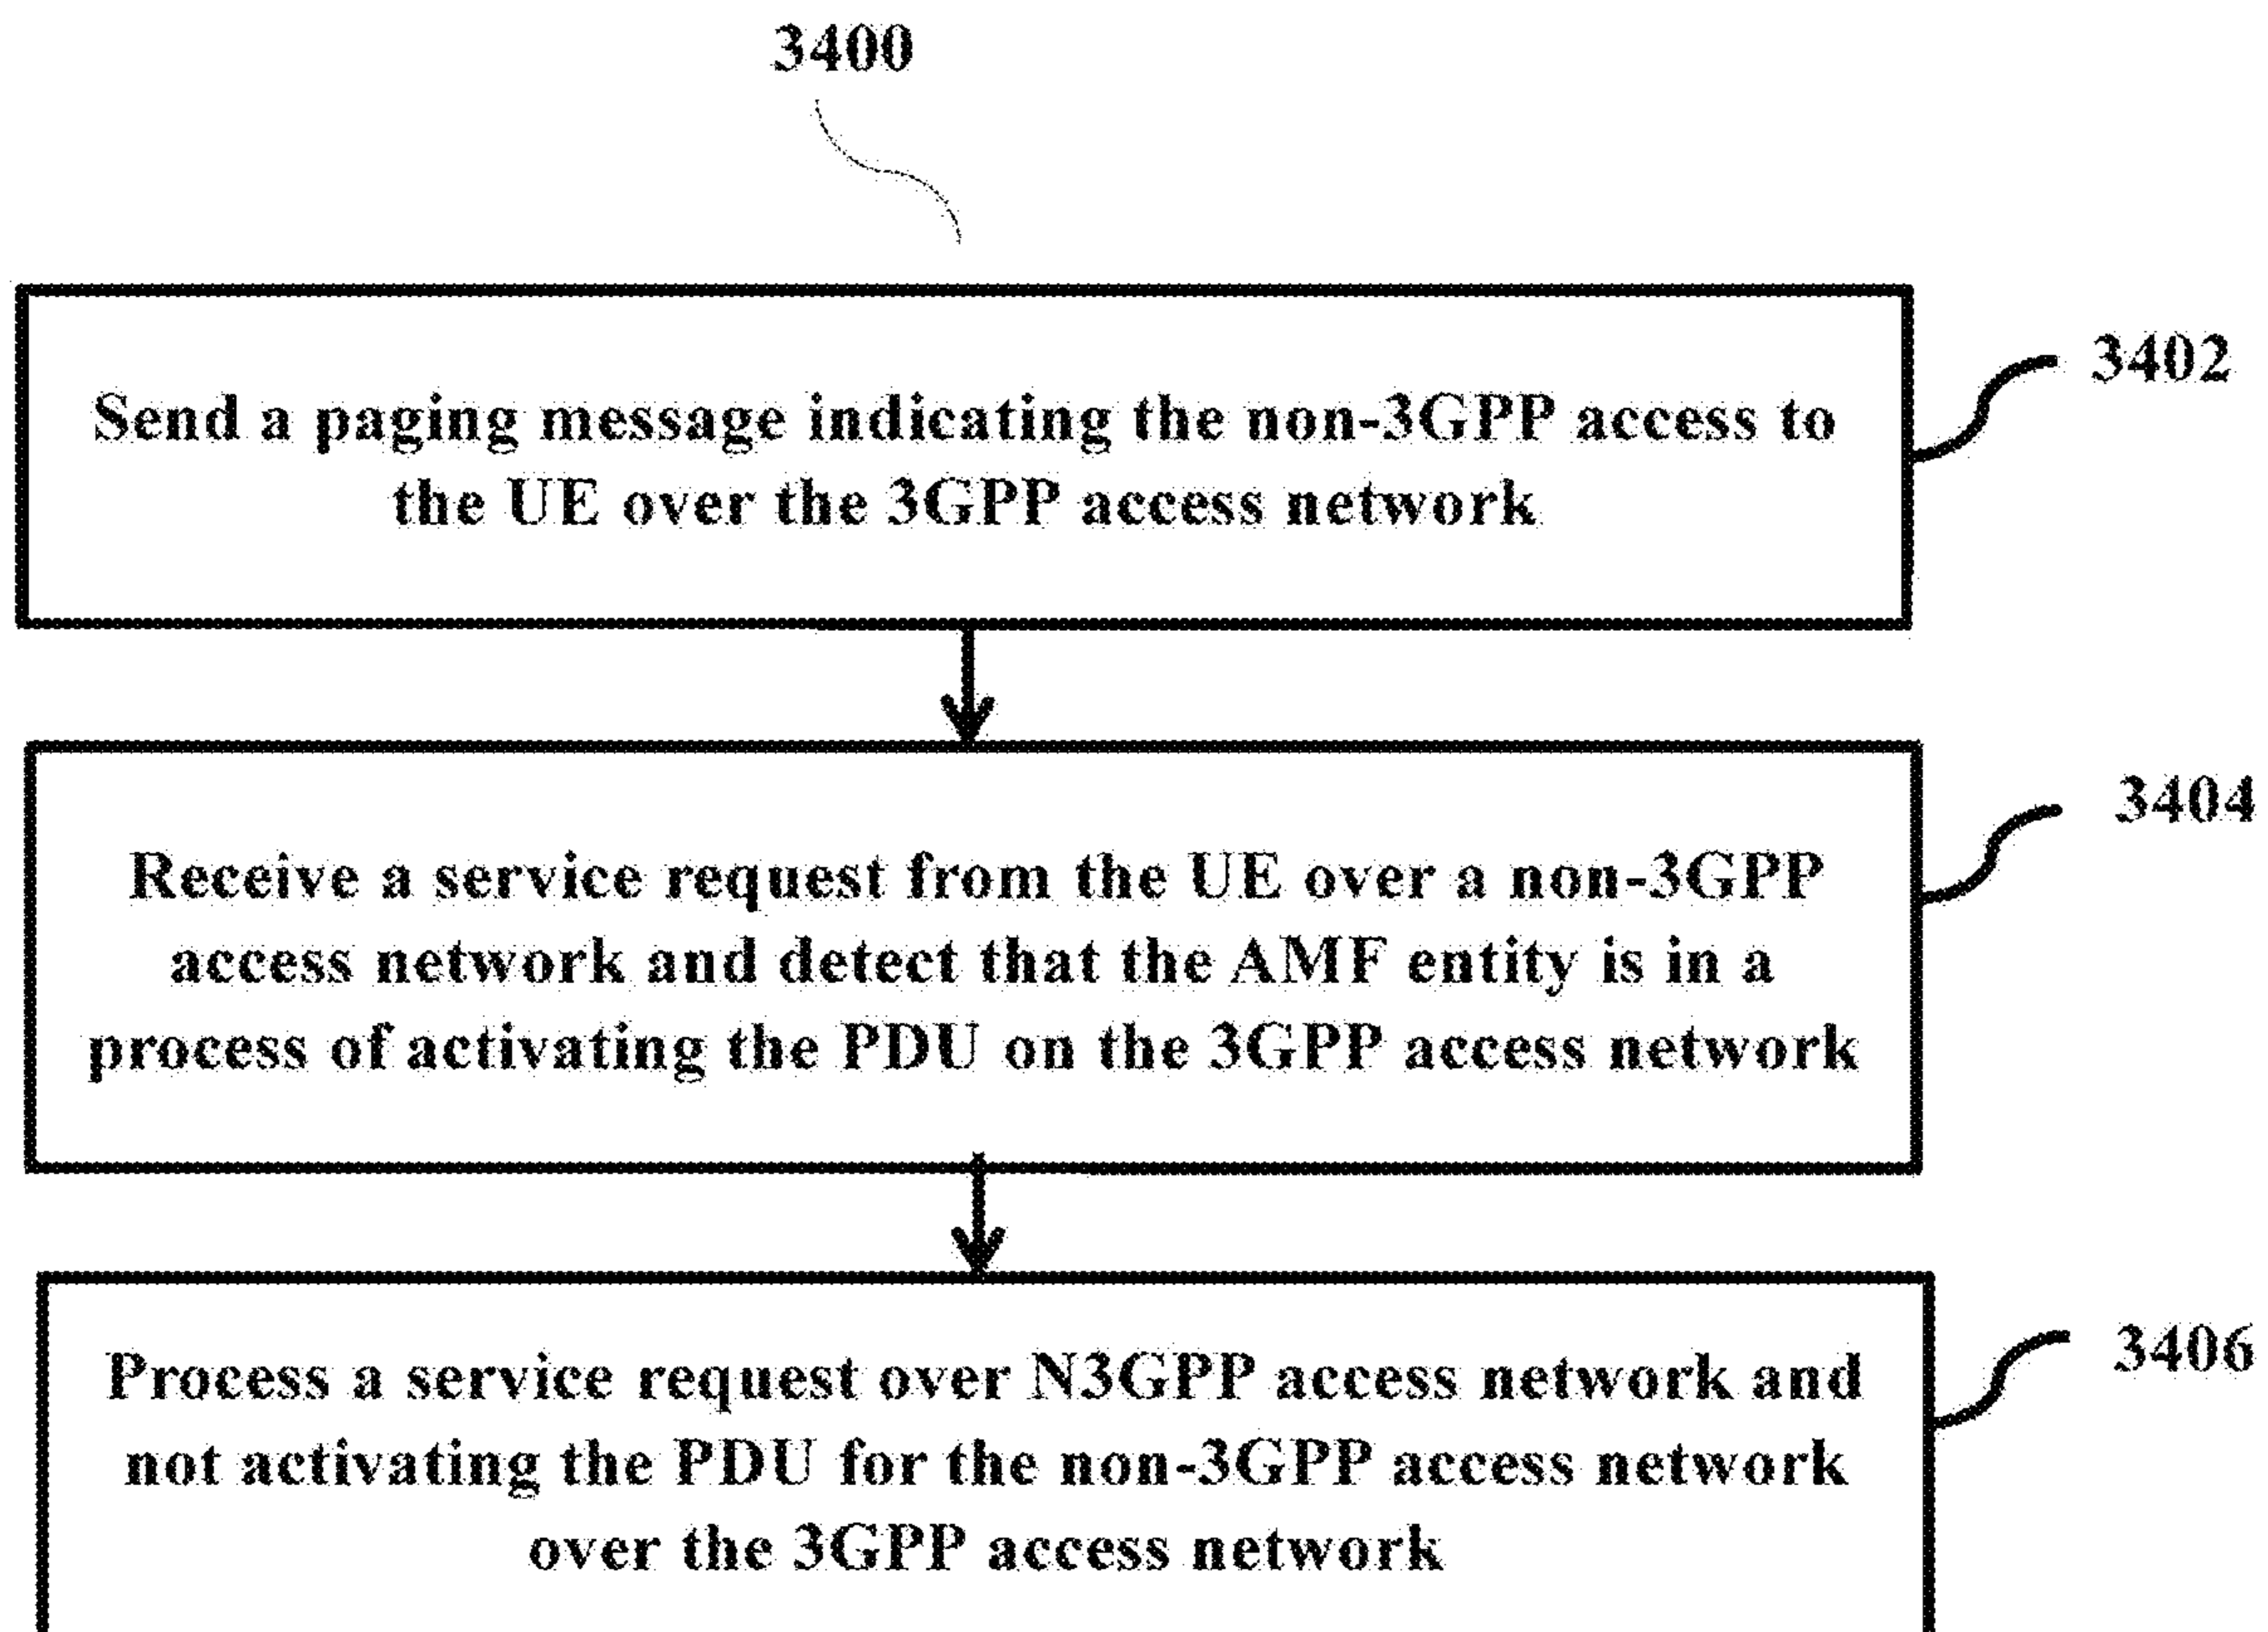 3400
Send a paging message indicating the non-3GPP access to
the UE over the 3GPP access network
3402
Receive a service request from the UE over a non-3GPP
access network and detect that the AMF entity is in a
process of activating the PDU on the 3GPP access network
3404
Process a service request over N3GPP access network and
not activating the PDU for the non-3GPP access network
over the 3GPP access network
3406